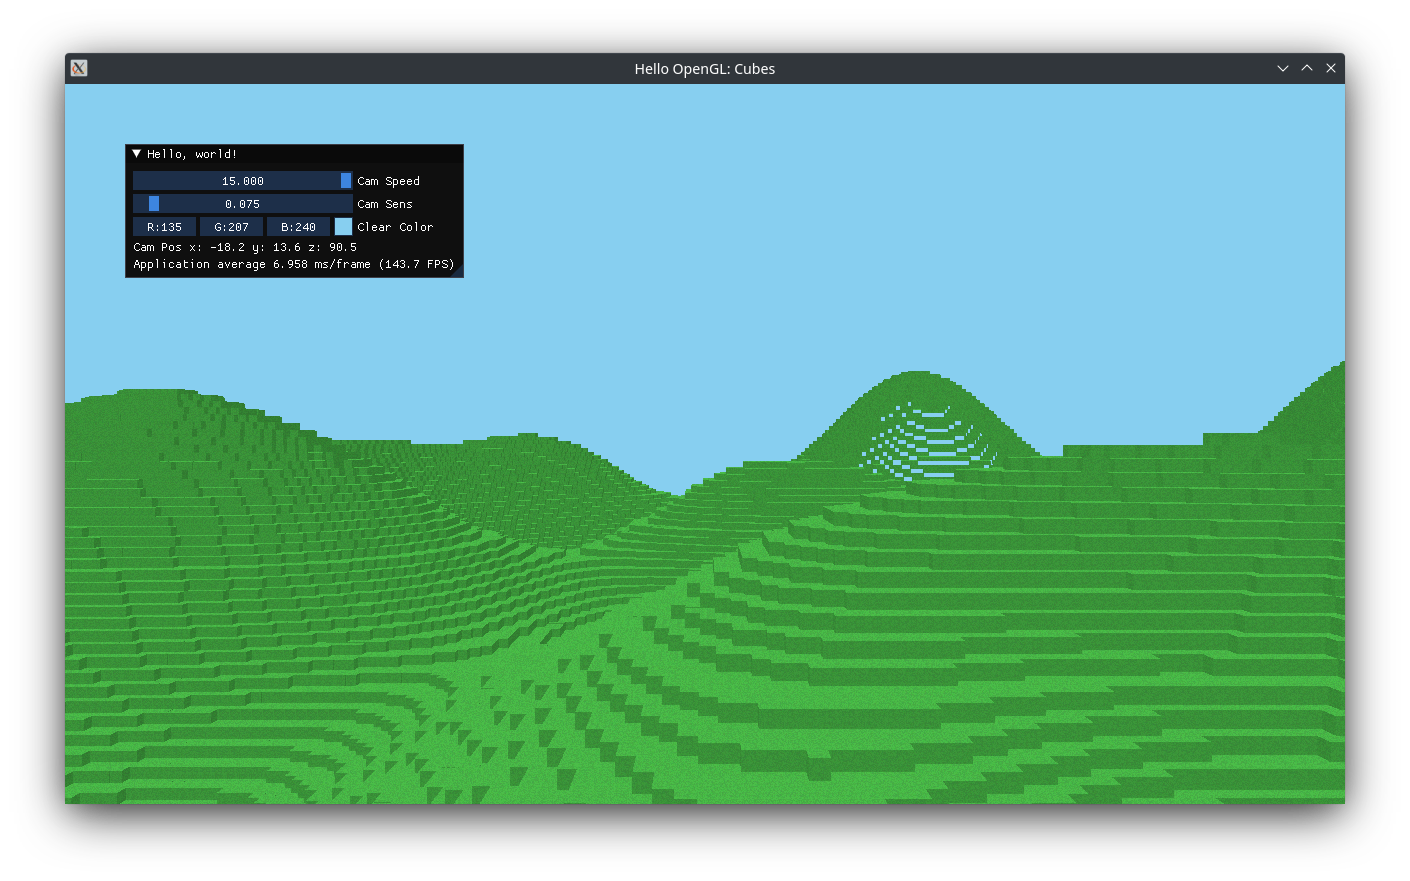 Hello OpenGL: Cubes
Hello, world!
15.000 Cam Speed
0.075 Cam Sens
R:135 G:207 B:240 Clear Color
Cam Pos x: -18.2 y: 13.6 z: 90.5
Application average 6.958 ms/frame (143.7 FPS)